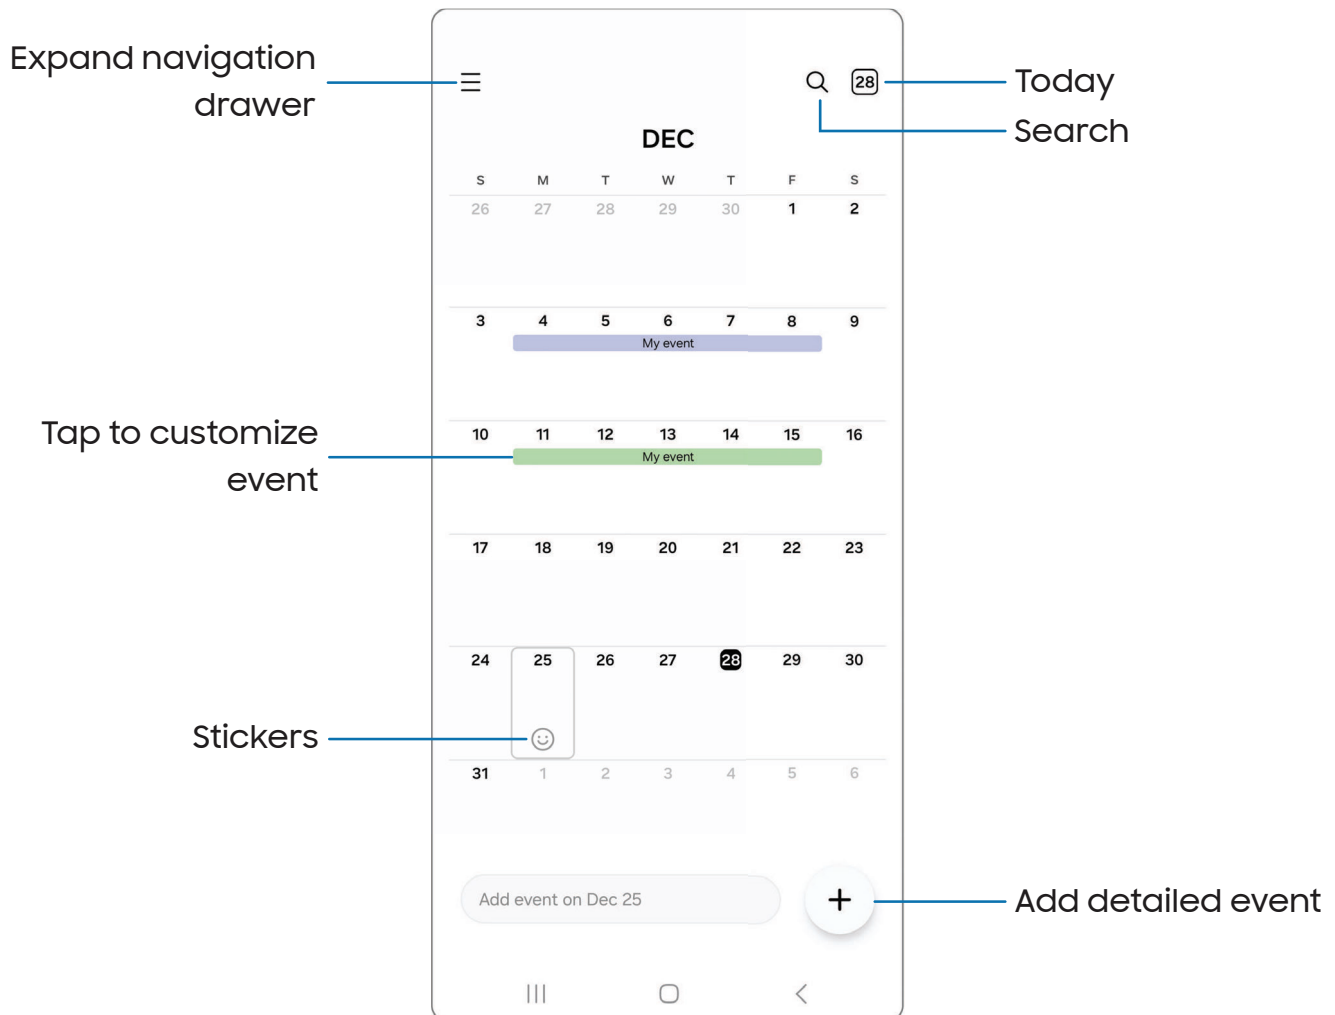 Expand navigation
drawer
28
Today
Search
DEC
S M T W T F S
26 27 28 29 30 1 2
3 4 5 6 7 8 9
My event
Tap to customize
event
10 11 12 13 14 15 16
My event
17 18 19 20 21 22 23
24 25 26 27 28 29 30
Stickers
31 1 2 3 4 5 6
Add event on Dec 25
Add detailed event